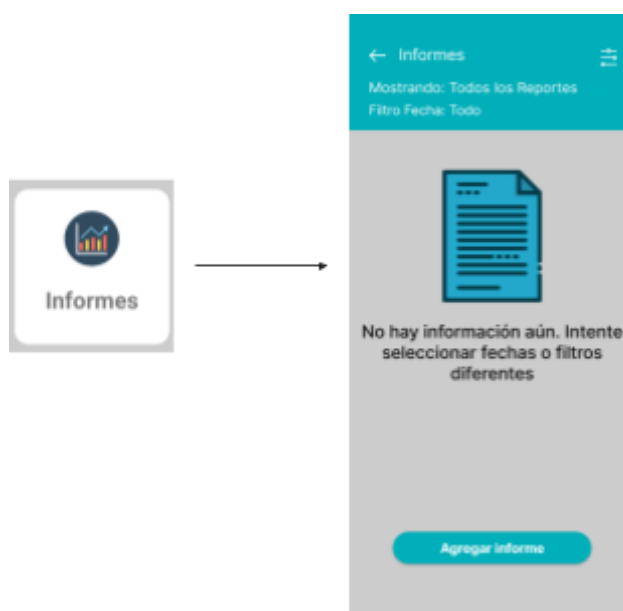 Informes
← Informes
Mostrando: Todos los Reportes
Filtro Fecha: Todo
No hay información aún. Intente
seleccionar fechas o filtros
diferentes
Agregar informe